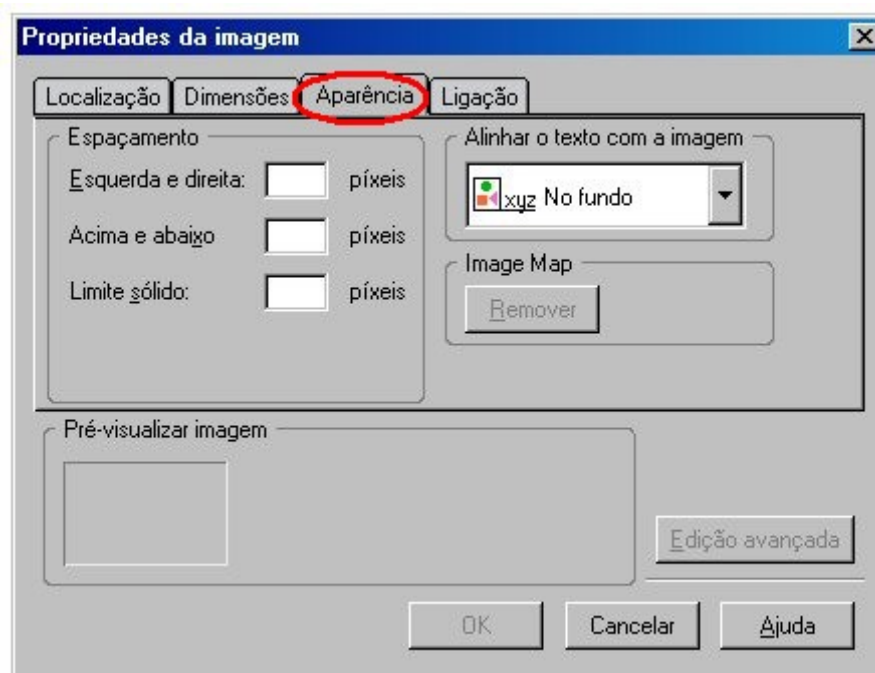 Propriedades da imagem
Localização Dimensões Aparência Ligação
Espaçamento
Esquerda e direita: píxeis
Acima e abaixo píxeis
Limite sólido: píxeis
Alinhar o texto com a imagem
xyz No fundo
Image Map
Remover
Pré-visualizar imagem
Edição avançada
OK Cancelar Ajuda